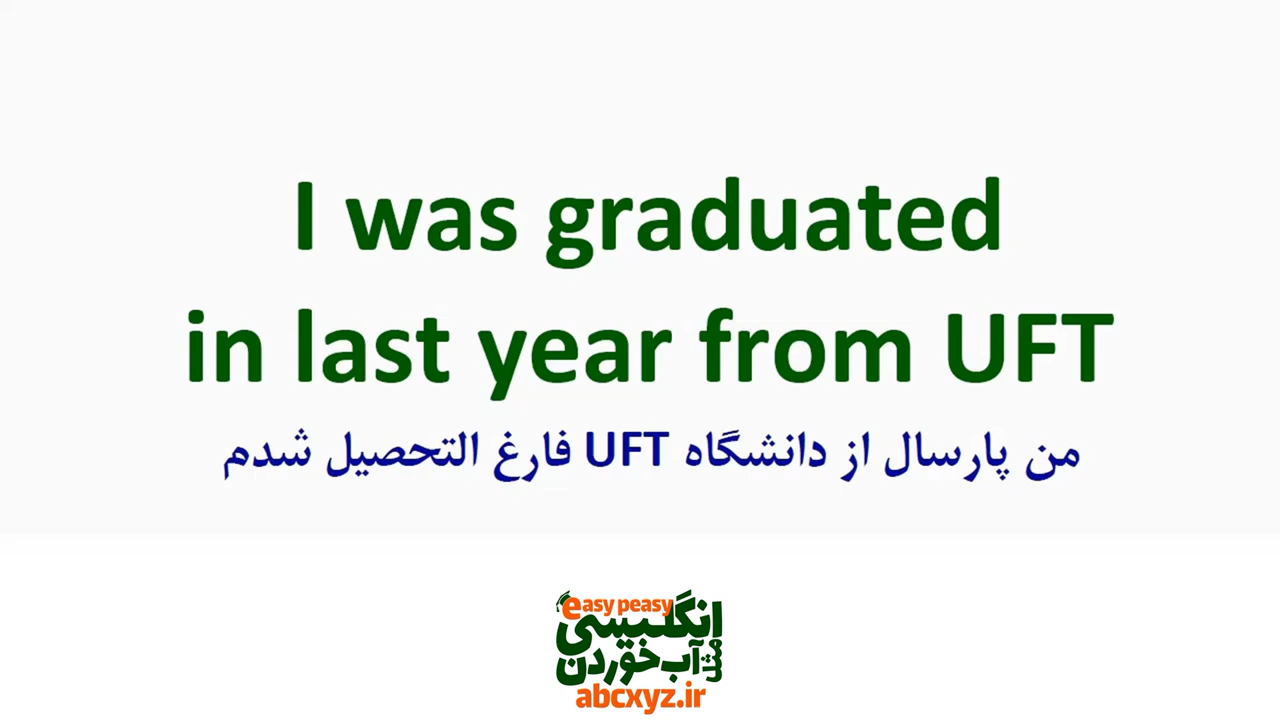 I was graduated
in last year from UFT
من پارسال از دانشگاه UFT فارغ التحصیل شدم
easy peasy
انگلیسی
مثل آب خوردن
abcxyz.ir